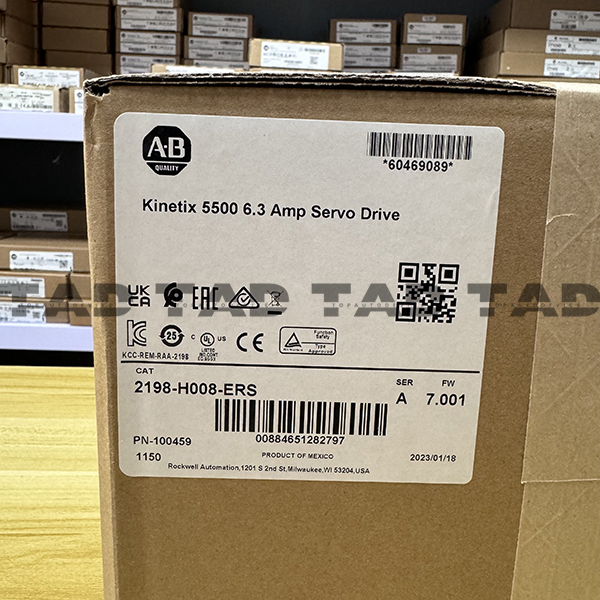 A-B
QUALITY
*60469089*
Kinetix 5500 6.3 Amp Servo Drive
UK
CA
EAC
TAD TAD TAD TAD
25
C UL US
LISTED
CE
Functional
Safety
Type
Approved
KCC-REM-RAA-2198
CAT
2198-H008-ERS
SER
A
FW
7.001
00884651282797
PN-100459
1150
PRODUCT OF MEXICO
2023/01/18
Rockwell Automation,1201 S 2nd St,Milwaukee,WI 53204,USA